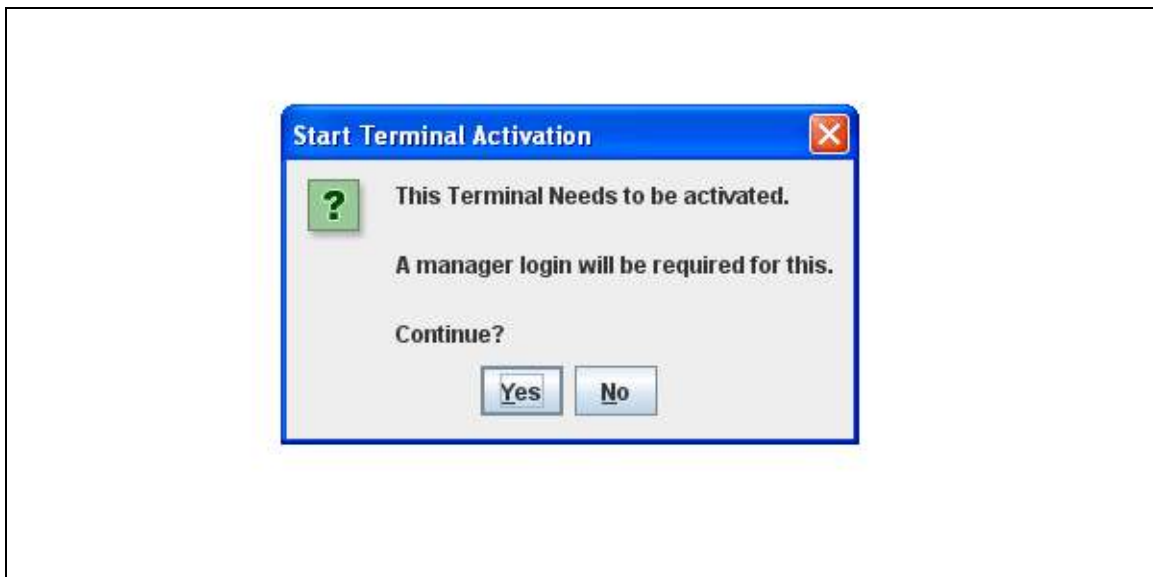 Start Terminal Activation
?
This Terminal Needs to be activated.
A manager login will be required for this.
Continue?
Yes No